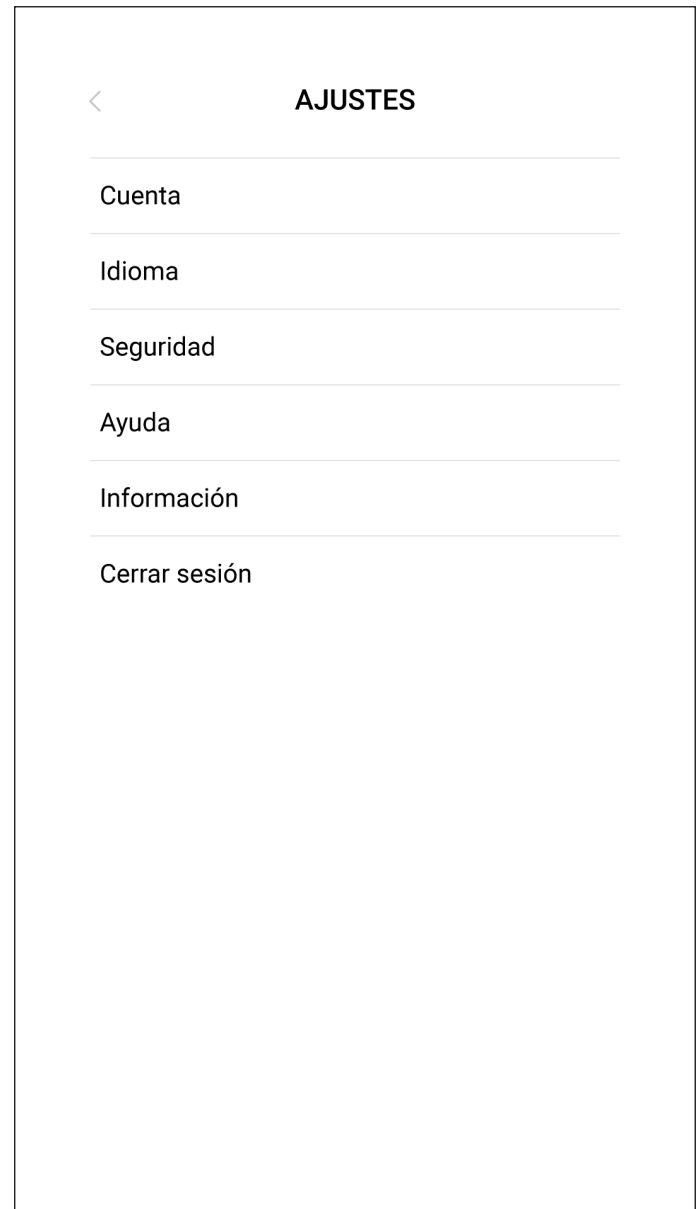 AJUSTES
Cuenta
Idioma
Seguridad
Ayuda
Información
Cerrar sesión